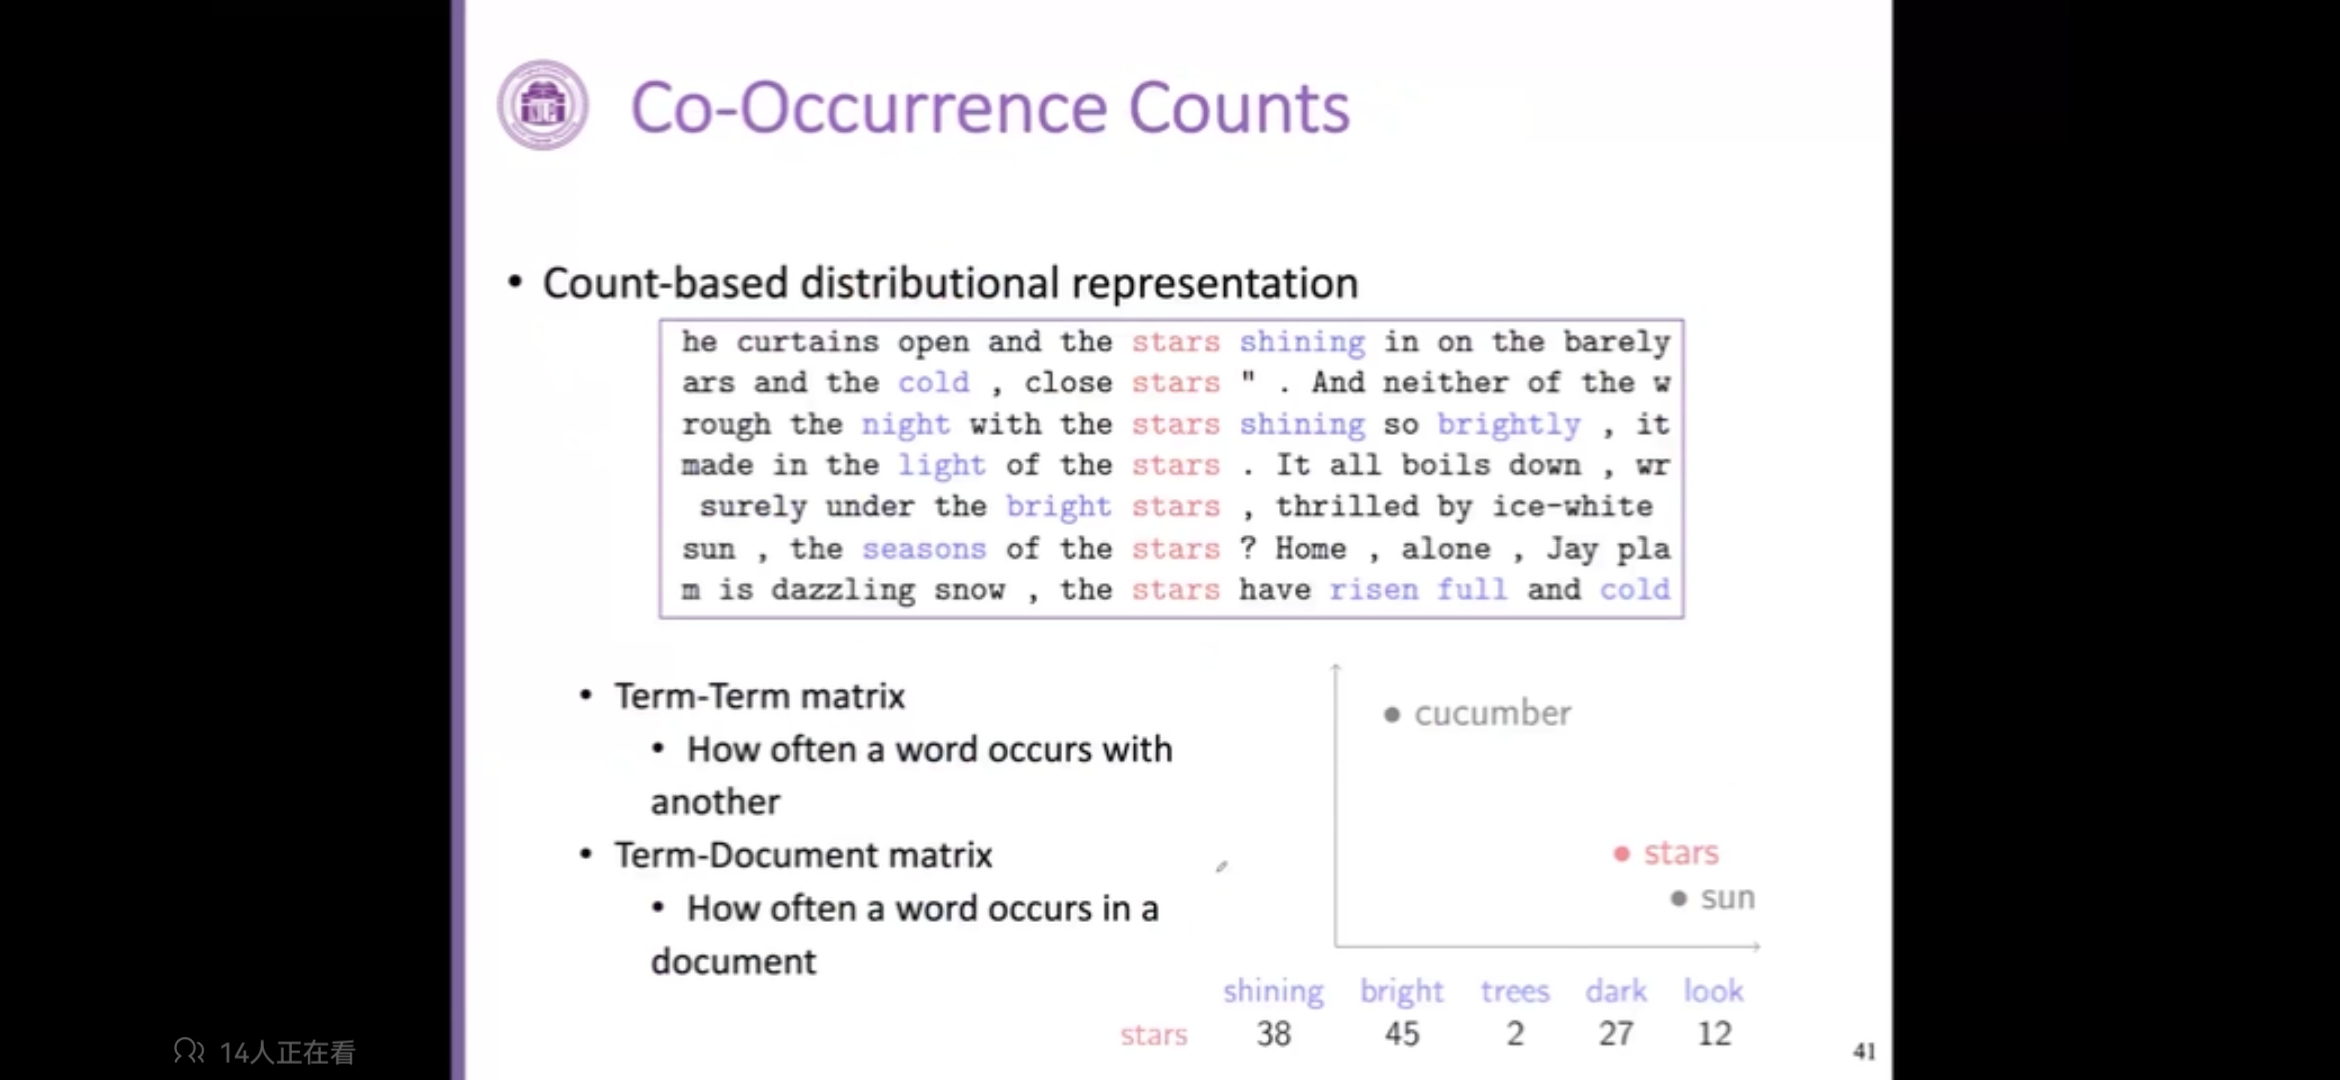 Co-Occurrence Counts
• Count-based distributional representation
he curtains open and the stars shining in on the barely
ars and the cold , close stars " . And neither of the w
rough the night with the stars shining so brightly , it
made in the light of the stars . It all boils down , wr
surely under the bright stars , thrilled by ice-white
sun , the seasons of the stars ? Home , alone , Jay pla
m is dazzling snow , the stars have risen full and cold
• Term-Term matrix
• How often a word occurs with
another
• Term-Document matrix
• How often a word occurs in a
document
cucumber
stars
sun
shining bright trees dark look
stars 38 45 2 27 12
41
14人正在看